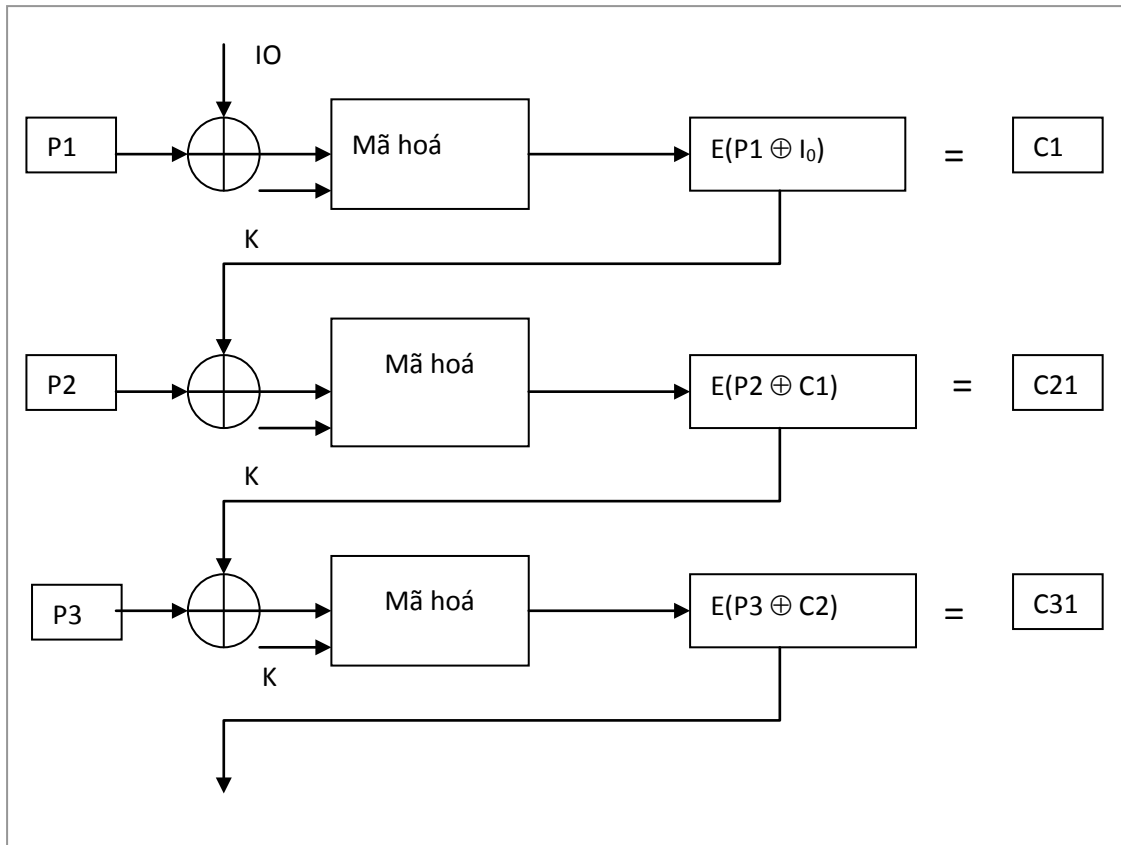 IO
P1
Mã hoá
E(P1 ⊕ I₀)
=
C1
K
P2
Mã hoá
E(P2 ⊕ C1)
=
C21
K
P3
Mã hoá
E(P3 ⊕ C2)
=
C31
K